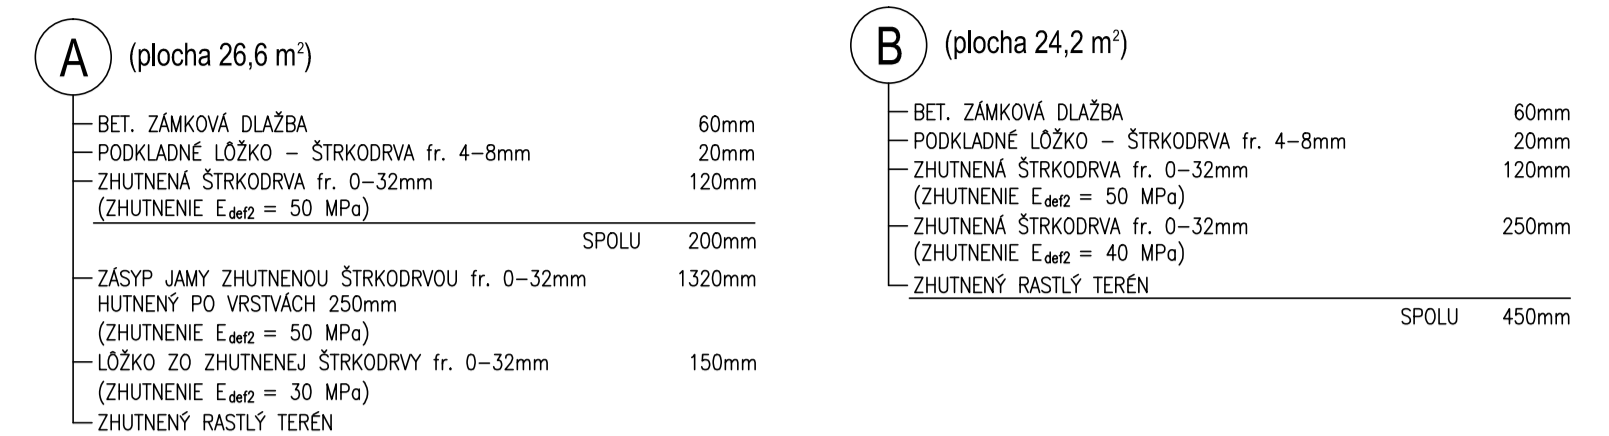 A (plocha 26,6 m²)
BET. ZÁMKOVÁ DLAŽBA 60mm
PODKLADNÉ LÔŽKO – ŠTRKODRVA fr. 4–8mm 20mm
ZHUTNENÁ ŠTRKODRVA fr. 0–32mm 120mm
(ZHUTNENIE Edef2 = 50 MPa)
SPOLU 200mm
ZÁSYP JAMY ZHUTNENOU ŠTRKODRVOU fr. 0–32mm 1320mm
HUTNENÝ PO VRSTVÁCH 250mm
(ZHUTNENIE Edef2 = 50 MPa)
LÔŽKO ZO ZHUTNENEJ ŠTRKODRVY fr. 0–32mm 150mm
(ZHUTNENIE Edef2 = 30 MPa)
ZHUTNENÝ RASTLÝ TERÉN
B (plocha 24,2 m²)
BET. ZÁMKOVÁ DLAŽBA 60mm
PODKLADNÉ LÔŽKO – ŠTRKODRVA fr. 4–8mm 20mm
ZHUTNENÁ ŠTRKODRVA fr. 0–32mm 120mm
(ZHUTNENIE Edef2 = 50 MPa)
ZHUTNENÁ ŠTRKODRVA fr. 0–32mm 250mm
(ZHUTNENIE Edef2 = 40 MPa)
ZHUTNENÝ RASTLÝ TERÉN
SPOLU 450mm